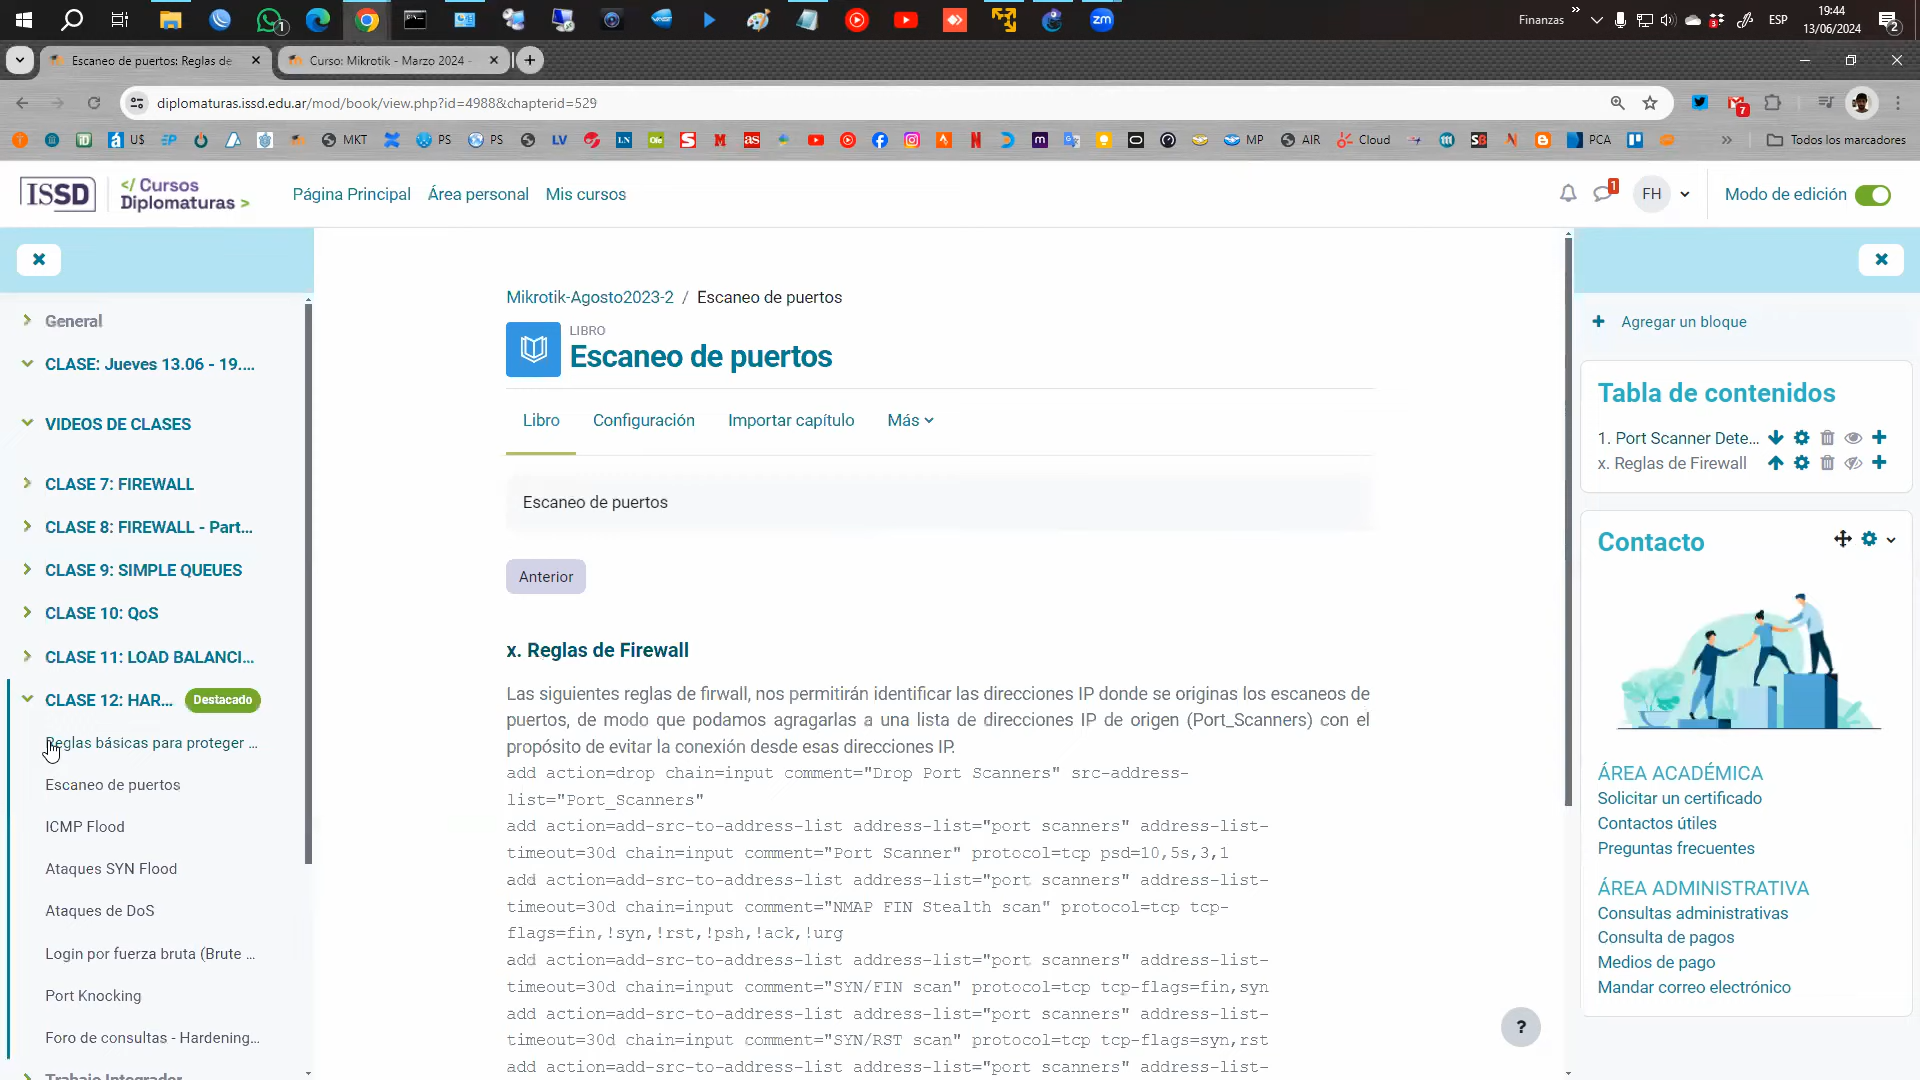 Finanzas
ESP
19:44
13/06/2024
2
1
Escaneo de puertos: Reglas de
Curso: Mikrotik - Marzo 2024 -
diplomaturas.issd.edu.ar/mod/book/view.php?id=4988&chapterid=529
7
U$
MKT
PS
PS
LV
LN
Olé
as
MP
AIR
Cloud
SB
PCA
Todos los marcadores
ISSD
</ Cursos
Diplomaturas >
Página Principal
Área personal
Mis cursos
1
FH
Modo de edición
General
CLASE: Jueves 13.06 - 19....
VIDEOS DE CLASES
CLASE 7: FIREWALL
CLASE 8: FIREWALL - Part...
CLASE 9: SIMPLE QUEUES
CLASE 10: QoS
CLASE 11: LOAD BALANCI...
CLASE 12: HAR...
Destacado
Reglas básicas para proteger ...
Escaneo de puertos
ICMP Flood
Ataques SYN Flood
Ataques de DoS
Login por fuerza bruta (Brute ...
Port Knocking
Foro de consultas - Hardening...
Trabajo Integrador
Mikrotik-Agosto2023-2 / Escaneo de puertos
LIBRO
Escaneo de puertos
Libro
Configuración
Importar capítulo
Más
Escaneo de puertos
Anterior
x. Reglas de Firewall
Las siguientes reglas de firwall, nos permitirán identificar las direcciones IP donde se originas los escaneos de
puertos, de modo que podamos agragarlas a una lista de direcciones IP de origen (Port_Scanners) con el
propósito de evitar la conexión desde esas direcciones IP.
add action=drop chain=input comment="Drop Port Scanners" src-address-
list="Port_Scanners"
add action=add-src-to-address-list address-list="port scanners" address-list-
timeout=30d chain=input comment="Port Scanner" protocol=tcp psd=10,5s,3,1
add action=add-src-to-address-list address-list="port scanners" address-list-
timeout=30d chain=input comment="NMAP FIN Stealth scan" protocol=tcp tcp-
flags=fin,!syn,!rst,!psh,!ack,!urg
add action=add-src-to-address-list address-list="port scanners" address-list-
timeout=30d chain=input comment="SYN/FIN scan" protocol=tcp tcp-flags=fin,syn
add action=add-src-to-address-list address-list="port scanners" address-list-
timeout=30d chain=input comment="SYN/RST scan" protocol=tcp tcp-flags=syn,rst
add action=add-src-to-address-list address-list="port scanners" address-list-
Agregar un bloque
Tabla de contenidos
1. Port Scanner Dete...
x. Reglas de Firewall
Contacto
ÁREA ACADÉMICA
Solicitar un certificado
Contactos útiles
Preguntas frecuentes
ÁREA ADMINISTRATIVA
Consultas administrativas
Consulta de pagos
Medios de pago
Mandar correo electrónico
?